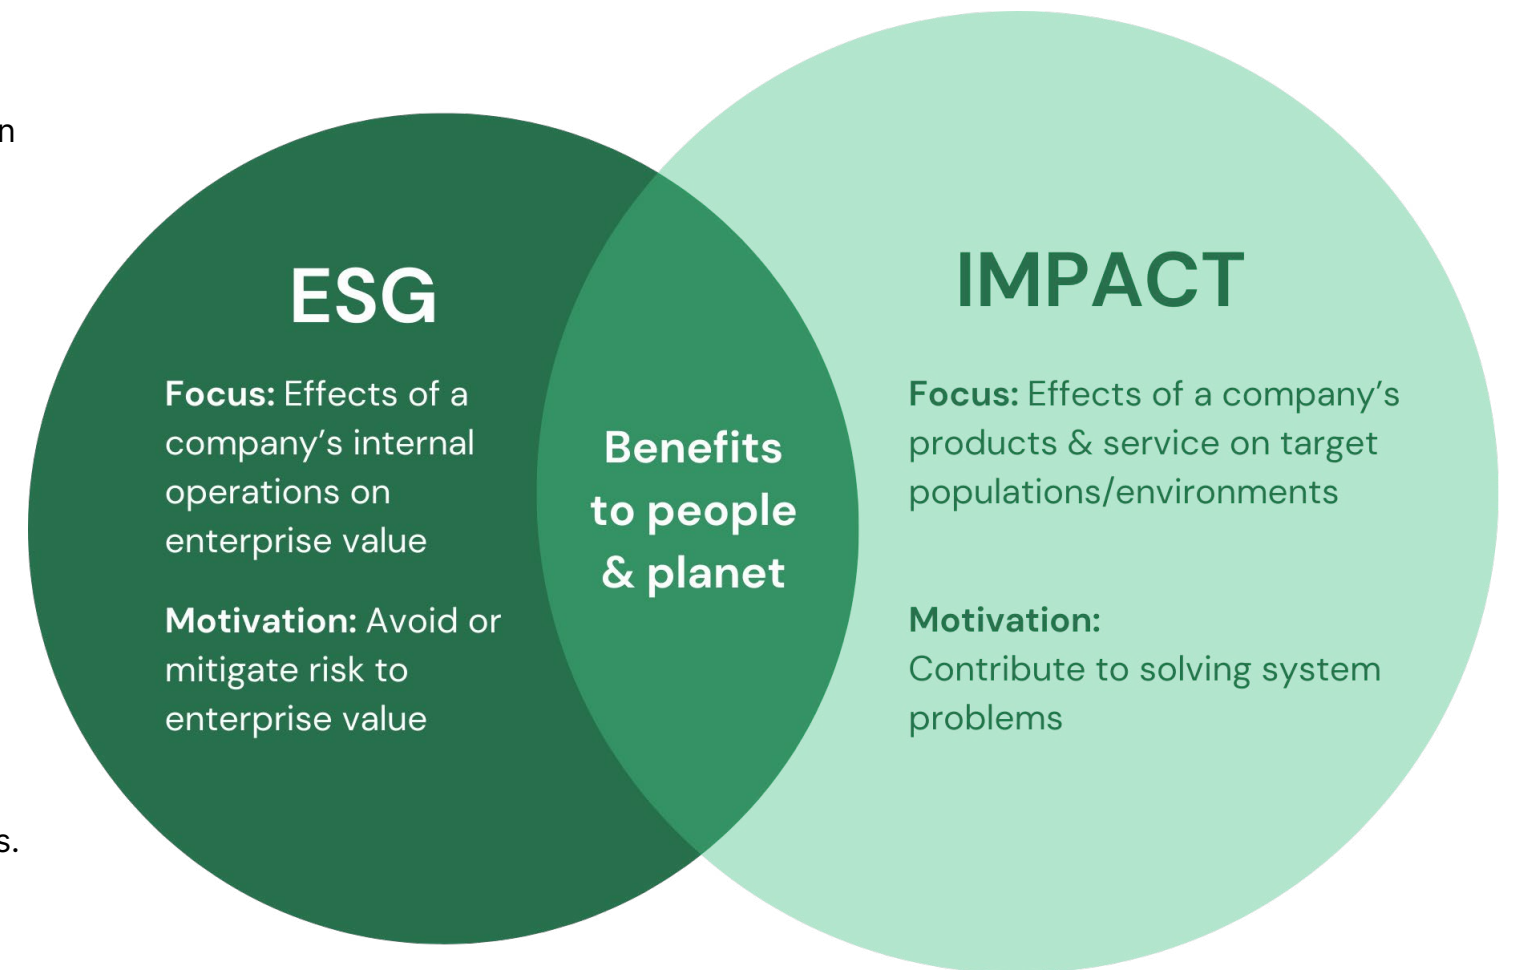 n
s.
ESG
Focus: Effects of a
company’s internal
operations on
enterprise value
Motivation: Avoid or
mitigate risk to
enterprise value
Benefits
to people
& planet
IMPACT
Focus: Effects of a company’s
products & service on target
populations/environments
Motivation:
Contribute to solving system
problems